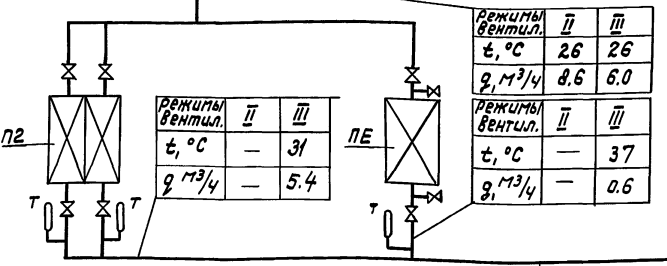 Режимы вентил. II III
t, °C 26 26
q, м³/ч 8.6 6.0
Режимы вентил. II III
t, °C — 31
q м³/ч — 5.4
Режимы вентил. II III
t, °C — 37
q, м³/ч — 0.6
П2
ПЕ
Т
Т
Т